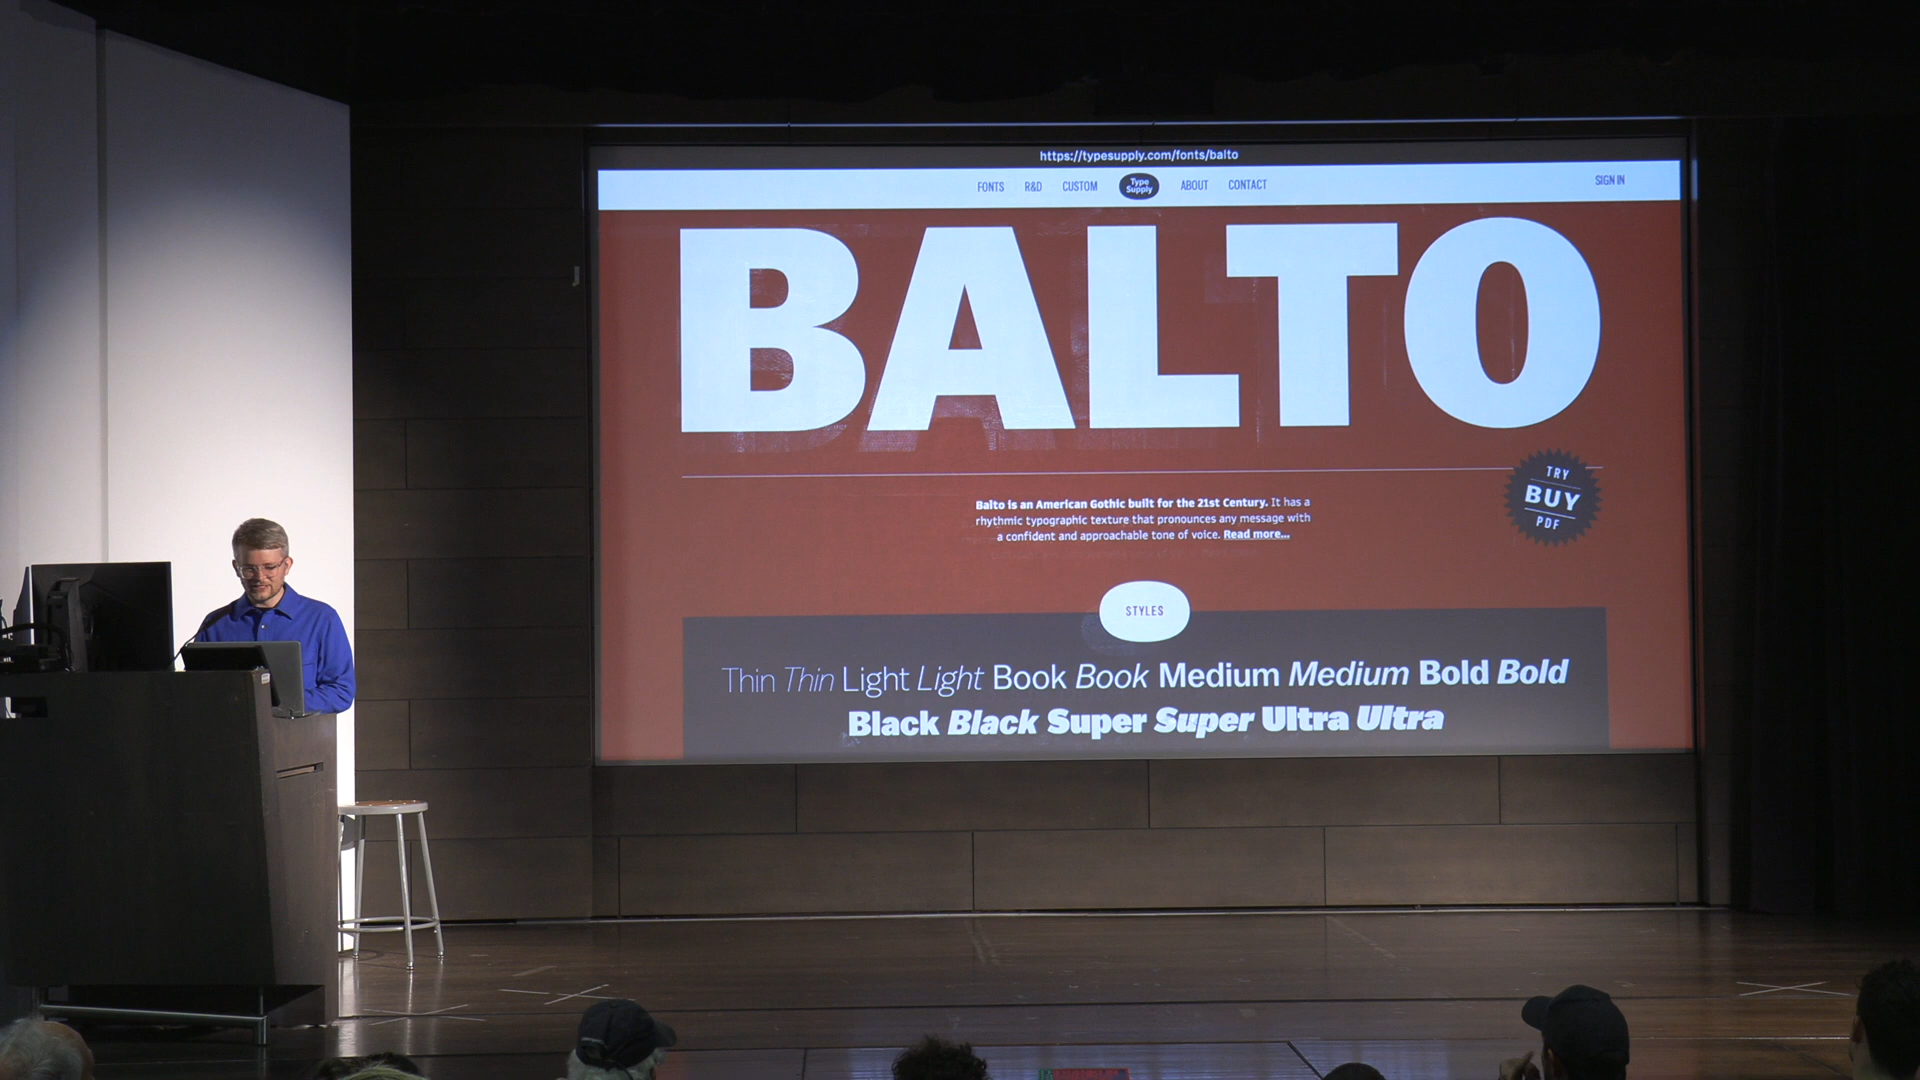 https://typesupply.com/fonts/balto
FONTS R&D CUSTOM Type Supply ABOUT CONTACT SIGN IN
BALTO
TRY
BUY
PDF
Balto is an American Gothic built for the 21st Century. It has a
rhythmic typographic texture that pronounces any message with
a confident and approachable tone of voice. Read more...
STYLES
Thin Thin Light Light Book Book Medium Medium Bold Bold
Black Black Super Super Ultra Ultra